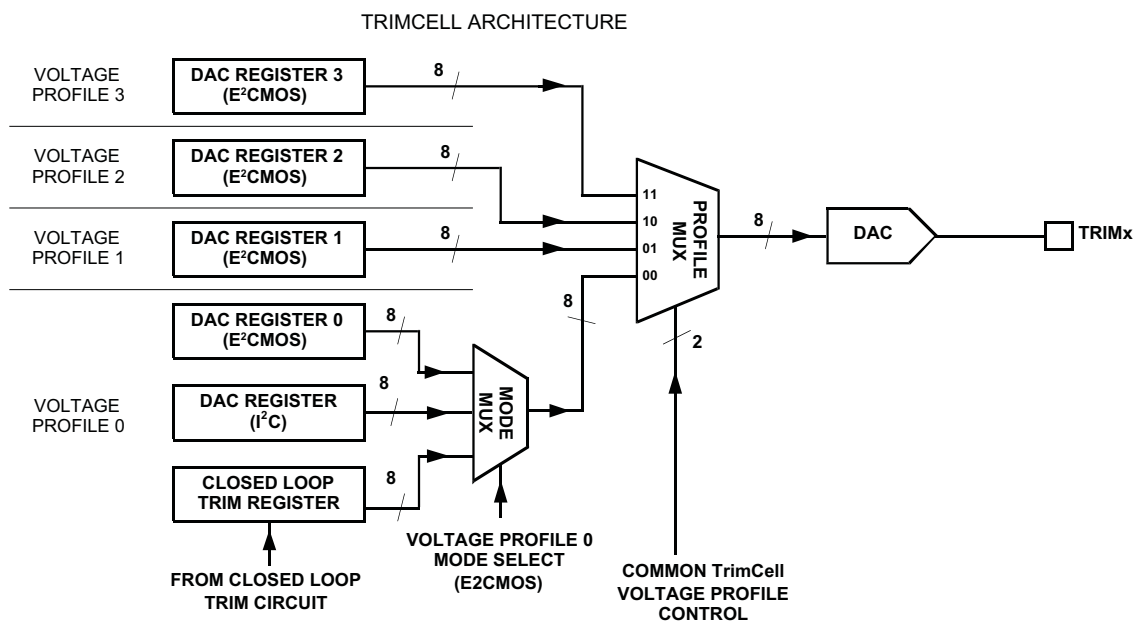 TRIMCELL ARCHITECTURE
VOLTAGE
PROFILE 3
DAC REGISTER 3
(E²CMOS)
8
VOLTAGE
PROFILE 2
DAC REGISTER 2
(E²CMOS)
8
VOLTAGE
PROFILE 1
DAC REGISTER 1
(E²CMOS)
8
VOLTAGE
PROFILE 0
DAC REGISTER 0
(E²CMOS)
8
DAC REGISTER
(I²C)
8
CLOSED LOOP
TRIM REGISTER
8
FROM CLOSED LOOP
TRIM CIRCUIT
MODE
MUX
VOLTAGE PROFILE 0
MODE SELECT
(E2CMOS)
8
11
10
01
00
PROFILE
MUX
2
COMMON TrimCell
VOLTAGE PROFILE
CONTROL
8
DAC
TRIMx